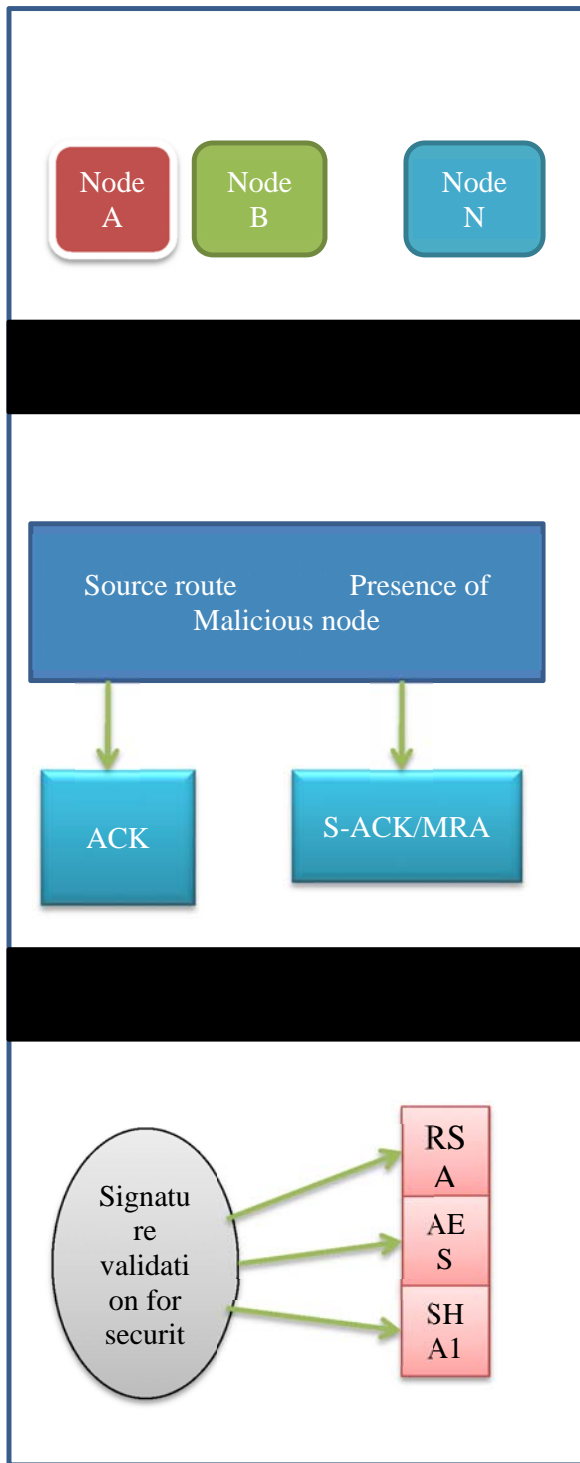 Node
A
Node
B
Node
N
Source route Presence of
Malicious node
ACK
S-ACK/MRA
Signatu
re
validati
on for
securit
RS
A
AE
S
SH
A1